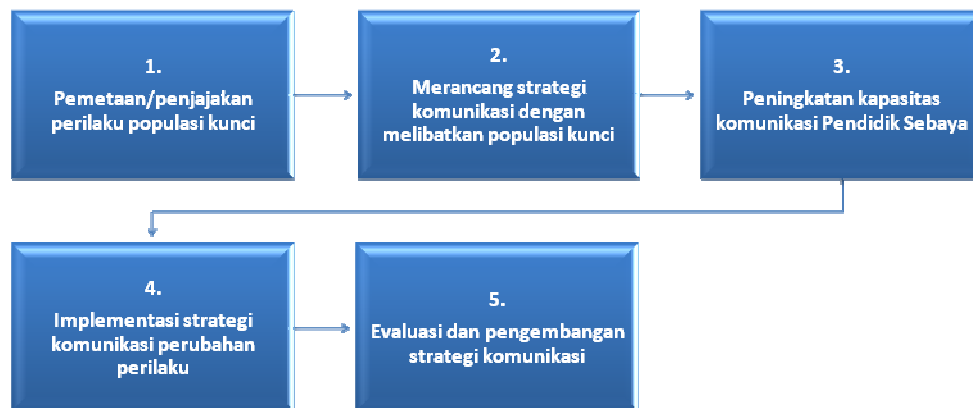 1.
Pemetaan/penjajakan
perilaku populasi kunci
2.
Merancang strategi
komunikasi dengan
melibatkan populasi kunci
3.
Peningkatan kapasitas
komunikasi Pendidik Sebaya
4.
Implementasi strategi
komunikasi perubahan
perilaku
5.
Evaluasi dan pengembangan
strategi komunikasi